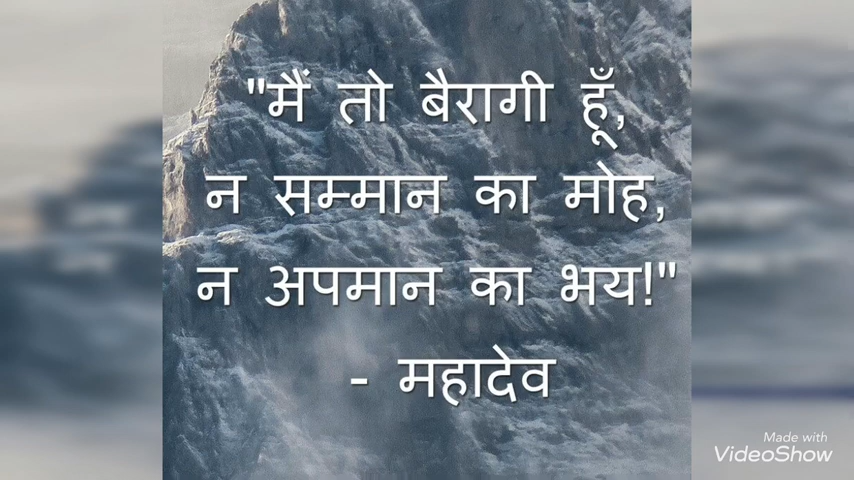 "मैं तो बैरागी हूँ,
न सम्मान का मोह,
न अपमान का भय!"
- महादेव
Made with
VideoShow